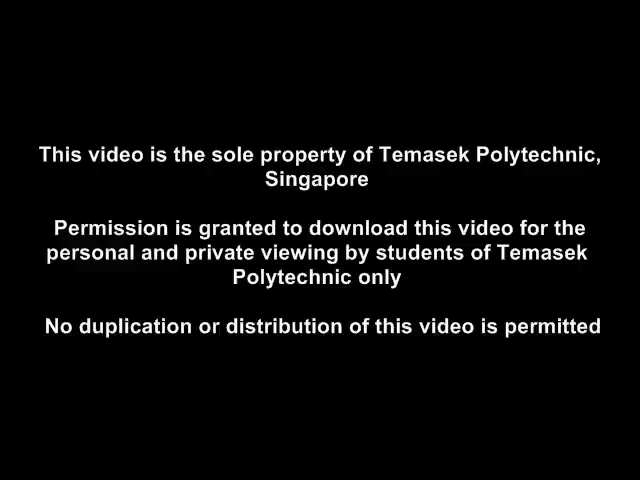 This video is the sole property of Temasek Polytechnic,
Singapore
Permission is granted to download this video for the
personal and private viewing by students of Temasek
Polytechnic only
No duplication or distribution of this video is permitted